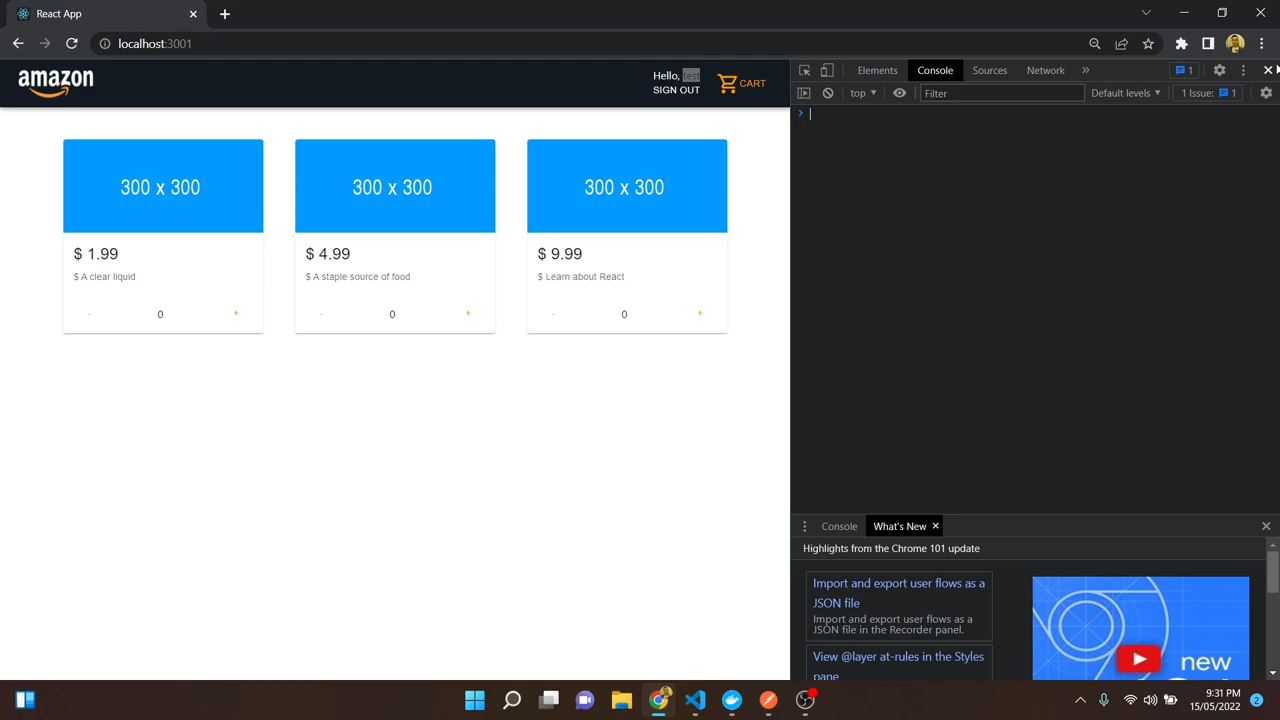 React App
localhost:3001
amazon
Hello, test
SIGN OUT
CART
300 x 300
300 x 300
300 x 300
$ 1.99
$ 4.99
$ 9.99
$ A clear liquid
$ A staple source of food
$ Learn about React
- 0 +
- 0 +
- 0 +
Elements Console Sources Network » 1
top Filter Default levels 1 Issue: 1
>
Console What's New
Highlights from the Chrome 101 update
Import and export user flows as a
JSON file
Import and export user flows as a
JSON file in the Recorder panel.
View @layer at-rules in the Styles
pane
new
9:31 PM
15/05/2022
2